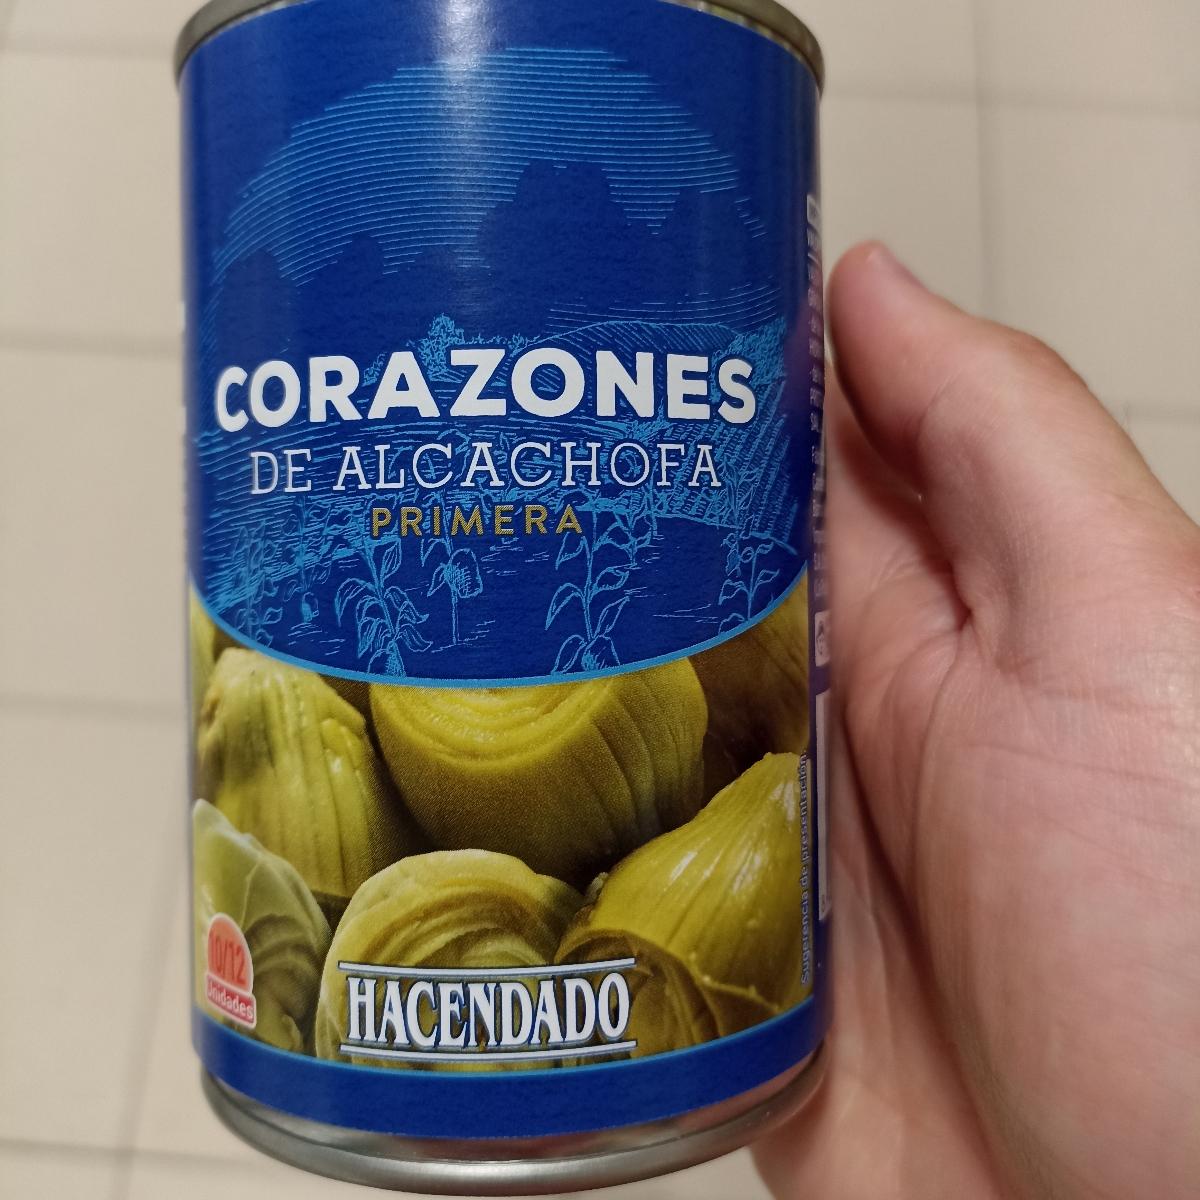 CORAZONES
DE ALCACHOFA
PRIMERA
Sugerencia de presentación.
10/12
Unidades
HACENDADO